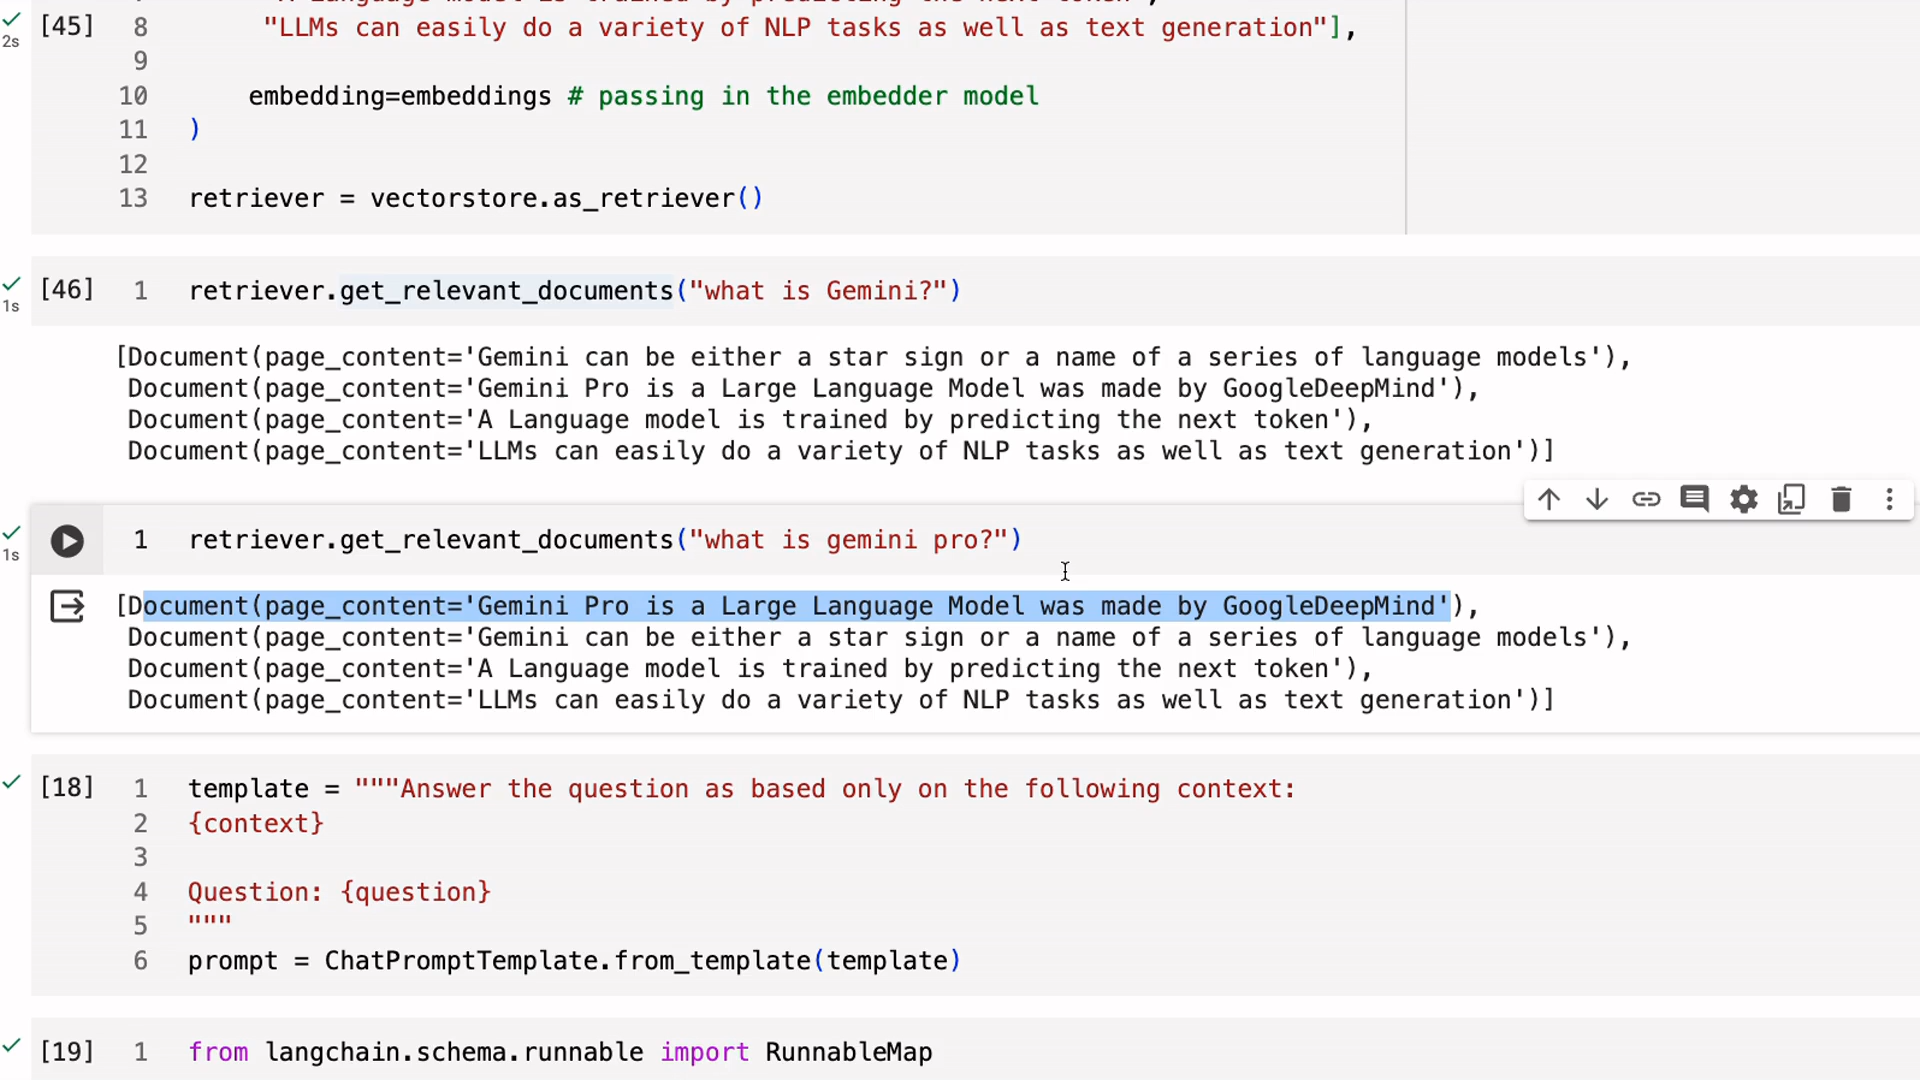 [45] 8 "LLMs can easily do a variety of NLP tasks as well as text generation"],
2s
9
10 embedding=embeddings # passing in the embedder model
11 )
12
13 retriever = vectorstore.as_retriever()
[46] 1 retriever.get_relevant_documents("what is Gemini?")
1s
[Document(page_content='Gemini can be either a star sign or a name of a series of language models'),
Document(page_content='Gemini Pro is a Large Language Model was made by GoogleDeepMind'),
Document(page_content='A Language model is trained by predicting the next token'),
Document(page_content='LLMs can easily do a variety of NLP tasks as well as text generation')]
1 retriever.get_relevant_documents("what is gemini pro?")
1s
[Document(page_content='Gemini Pro is a Large Language Model was made by GoogleDeepMind'),
Document(page_content='Gemini can be either a star sign or a name of a series of language models'),
Document(page_content='A Language model is trained by predicting the next token'),
Document(page_content='LLMs can easily do a variety of NLP tasks as well as text generation')]
[18] 1 template = """Answer the question as based only on the following context:
2 {context}
3
4 Question: {question}
5 """
6 prompt = ChatPromptTemplate.from_template(template)
[19] 1 from langchain.schema.runnable import RunnableMap